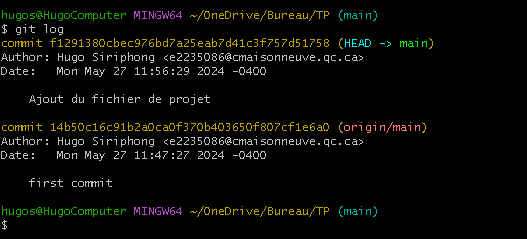 hugos@HugoComputer MINGW64 ~/OneDrive/Bureau/TP (main)
$ git log
commit f1291380cbec976bd7a25eab7d41c3f757d51758 (HEAD -> main)
Author: Hugo Siriphong <e2235086@cmaisonneuve.qc.ca>
Date:   Mon May 27 11:56:29 2024 -0400
    Ajout du fichier de projet
commit 14b50c16c91b2a0ca0f370b403650f807cf1e6a0 (origin/main)
Author: Hugo Siriphong <e2235086@cmaisonneuve.qc.ca>
Date:   Mon May 27 11:47:27 2024 -0400
    first commit
hugos@HugoComputer MINGW64 ~/OneDrive/Bureau/TP (main)
$